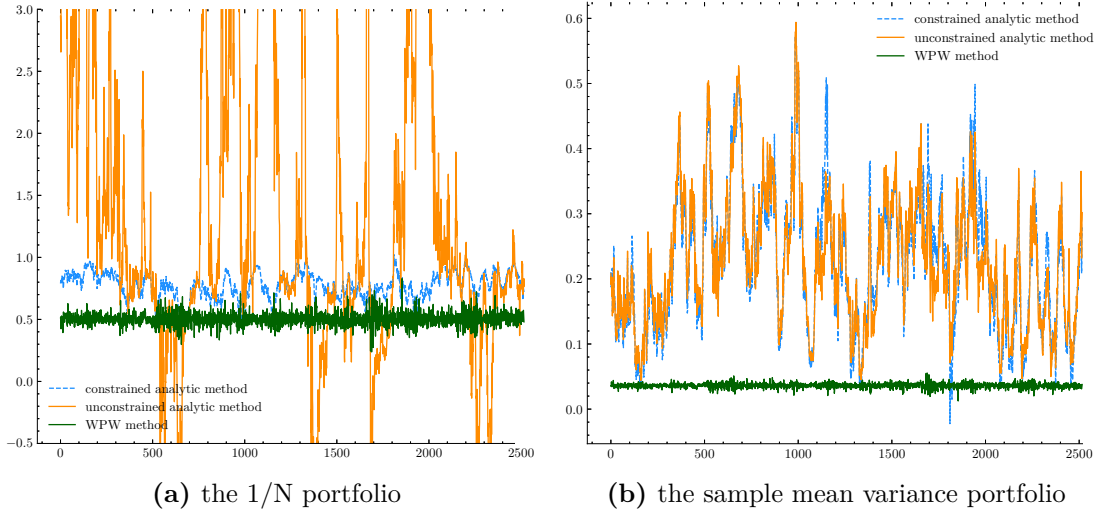 3.0
2.5
2.0
1.5
1.0
0.5
0.0
−0.5
constrained analytic method
unconstrained analytic method
WPW method
0 500 1000 1500 2000 2500
(a) the 1/N portfolio
0.6
0.5
0.4
0.3
0.2
0.1
0.0
constrained analytic method
unconstrained analytic method
WPW method
0 500 1000 1500 2000 2500
(b) the sample mean variance portfolio